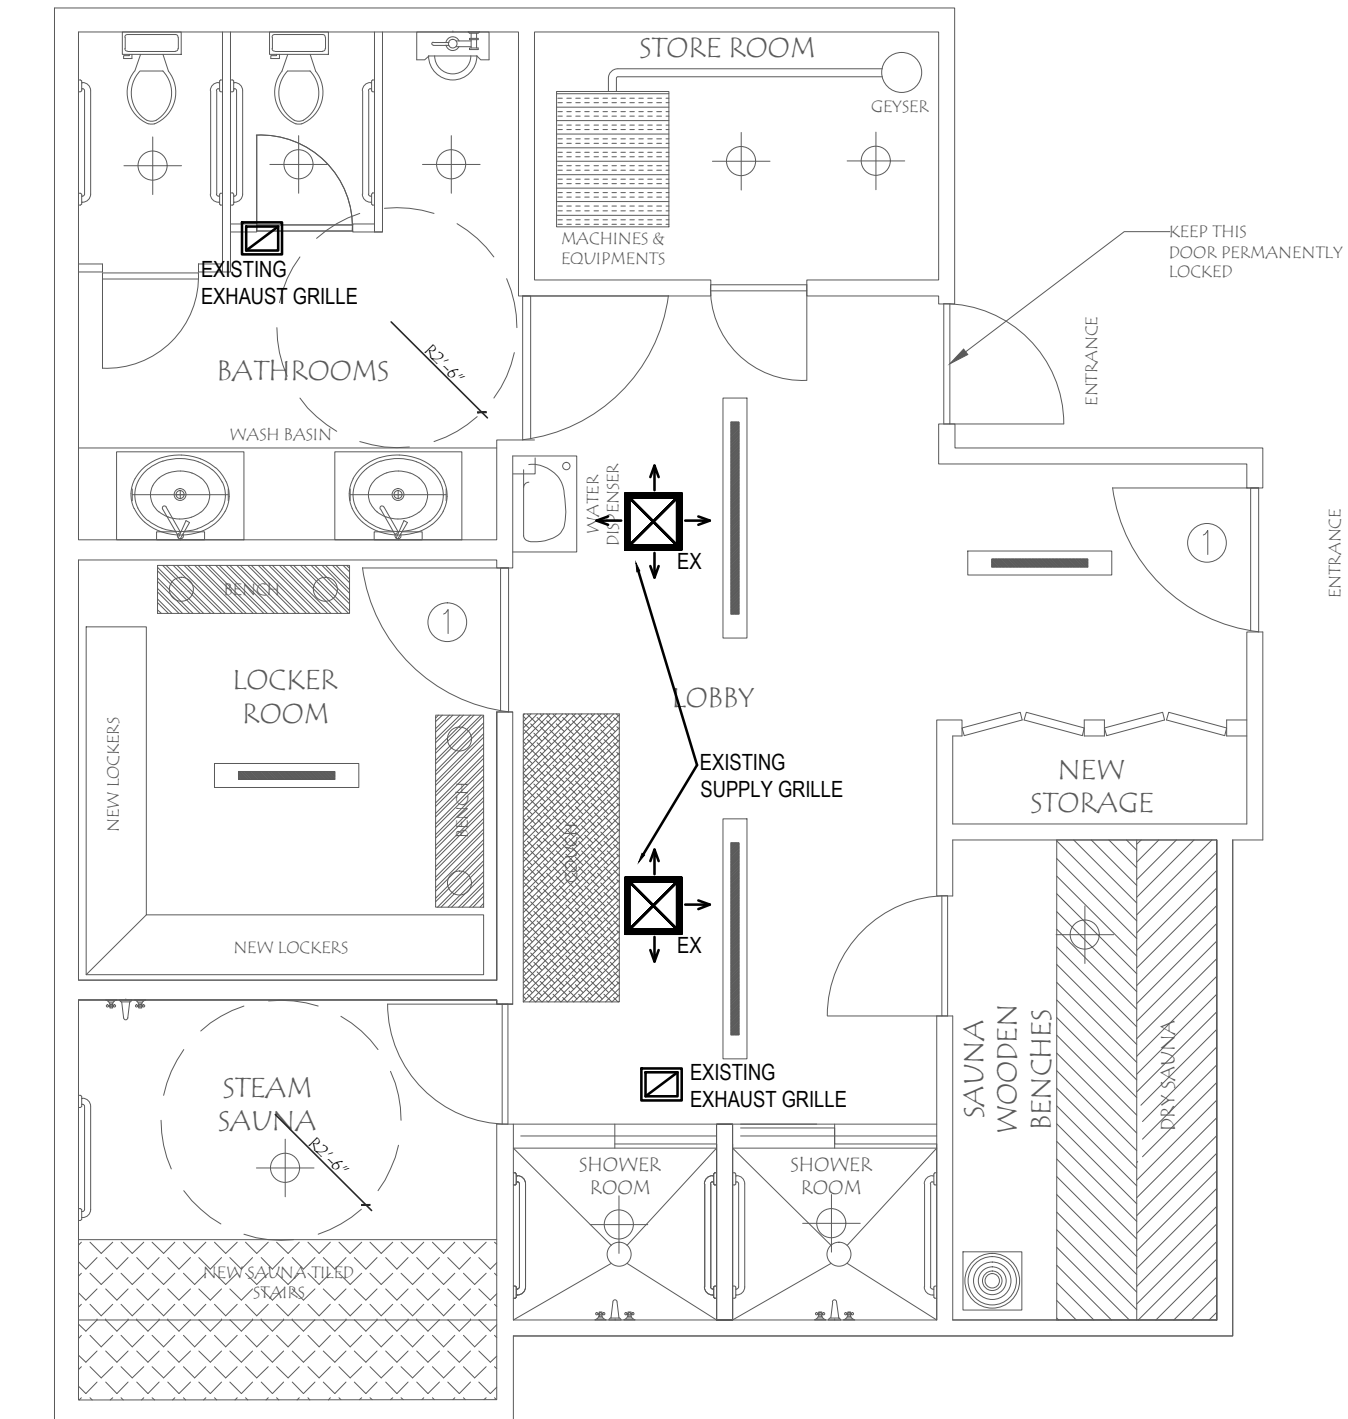 STORE ROOM
GEYSER
MACHINES &
EQUIPMENTS
KEEP THIS
DOOR PERMANENTLY
LOCKED
EXISTING
EXHAUST GRILLE
ENTRANCE
R2'-6"
BATHROOMS
WASH BASIN
WATER
DISPENSER
EX
1
ENTRANCE
BENCH
1
LOCKER
ROOM
LOBBY
NEW LOCKERS
BENCH
EXISTING
SUPPLY GRILLE
NEW
STORAGE
COUCH
EX
NEW LOCKERS
SAUNA
WOODEN
BENCHES
DRY SAUNA
STEAM
SAUNA
R2'-6"
EXISTING
EXHAUST GRILLE
SHOWER
ROOM
SHOWER
ROOM
NEW SAUNA TILED
STAIRS